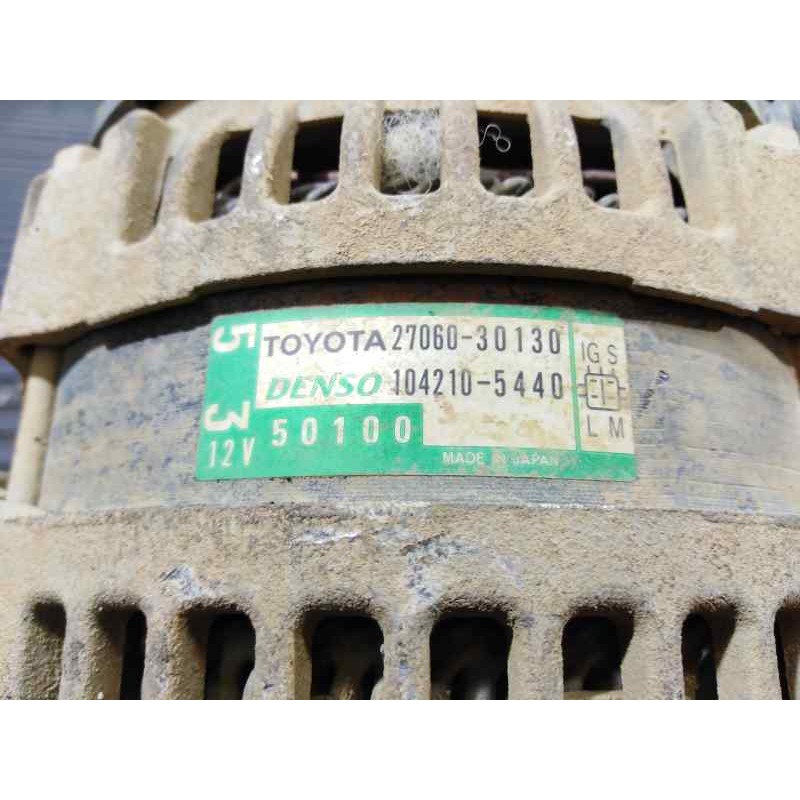 5 3
TOYOTA 27060-30130
DENSO 104210-5440
12V 50100
MADE IN JAPAN
IG S
L M